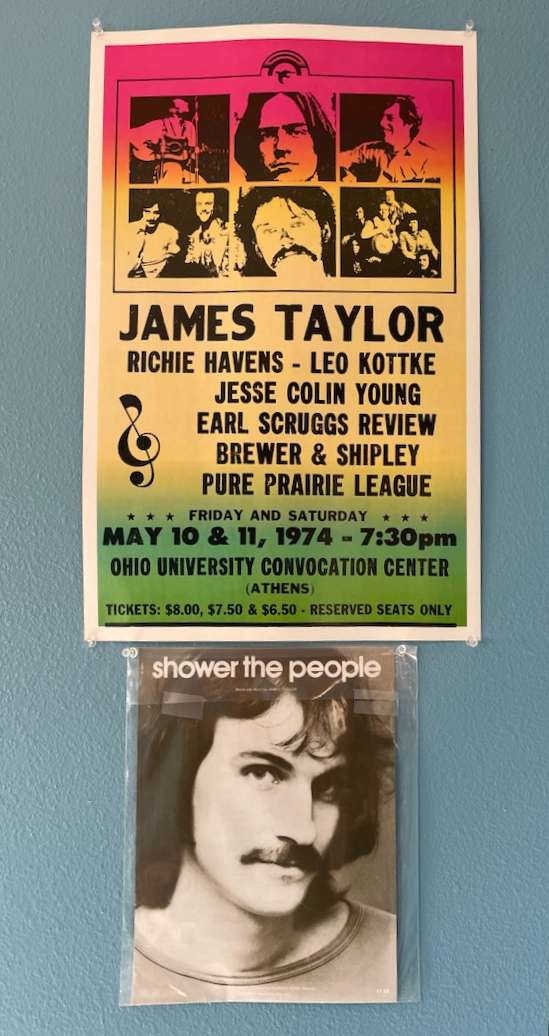 JAMES TAYLOR
RICHIE HAVENS - LEO KOTTKE
JESSE COLIN YOUNG
EARL SCRUGGS REVIEW
BREWER & SHIPLEY
PURE PRAIRIE LEAGUE
★ ★ ★ FRIDAY AND SATURDAY ★ ★ ★
MAY 10 & 11, 1974 - 7:30pm
OHIO UNIVERSITY CONVOCATION CENTER
(ATHENS)
TICKETS: $8.00, $7.50 & $6.50 - RESERVED SEATS ONLY
shower the people